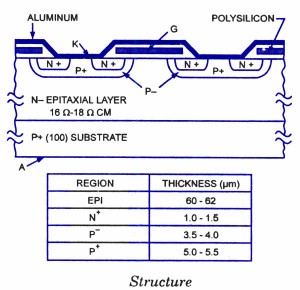 ALUMINUM
K
G
POLYSILICON
N+ N+ N+ N+
P+ P+
P–
N– EPITAXIAL LAYER
16 Ω-18 Ω CM
P+ (100) SUBSTRATE
A
REGION THICKNESS (μm)
EPI 60 - 62
N+ 1.0 - 1.5
P− 3.5 - 4.0
P+ 5.0 - 5.5
Structure